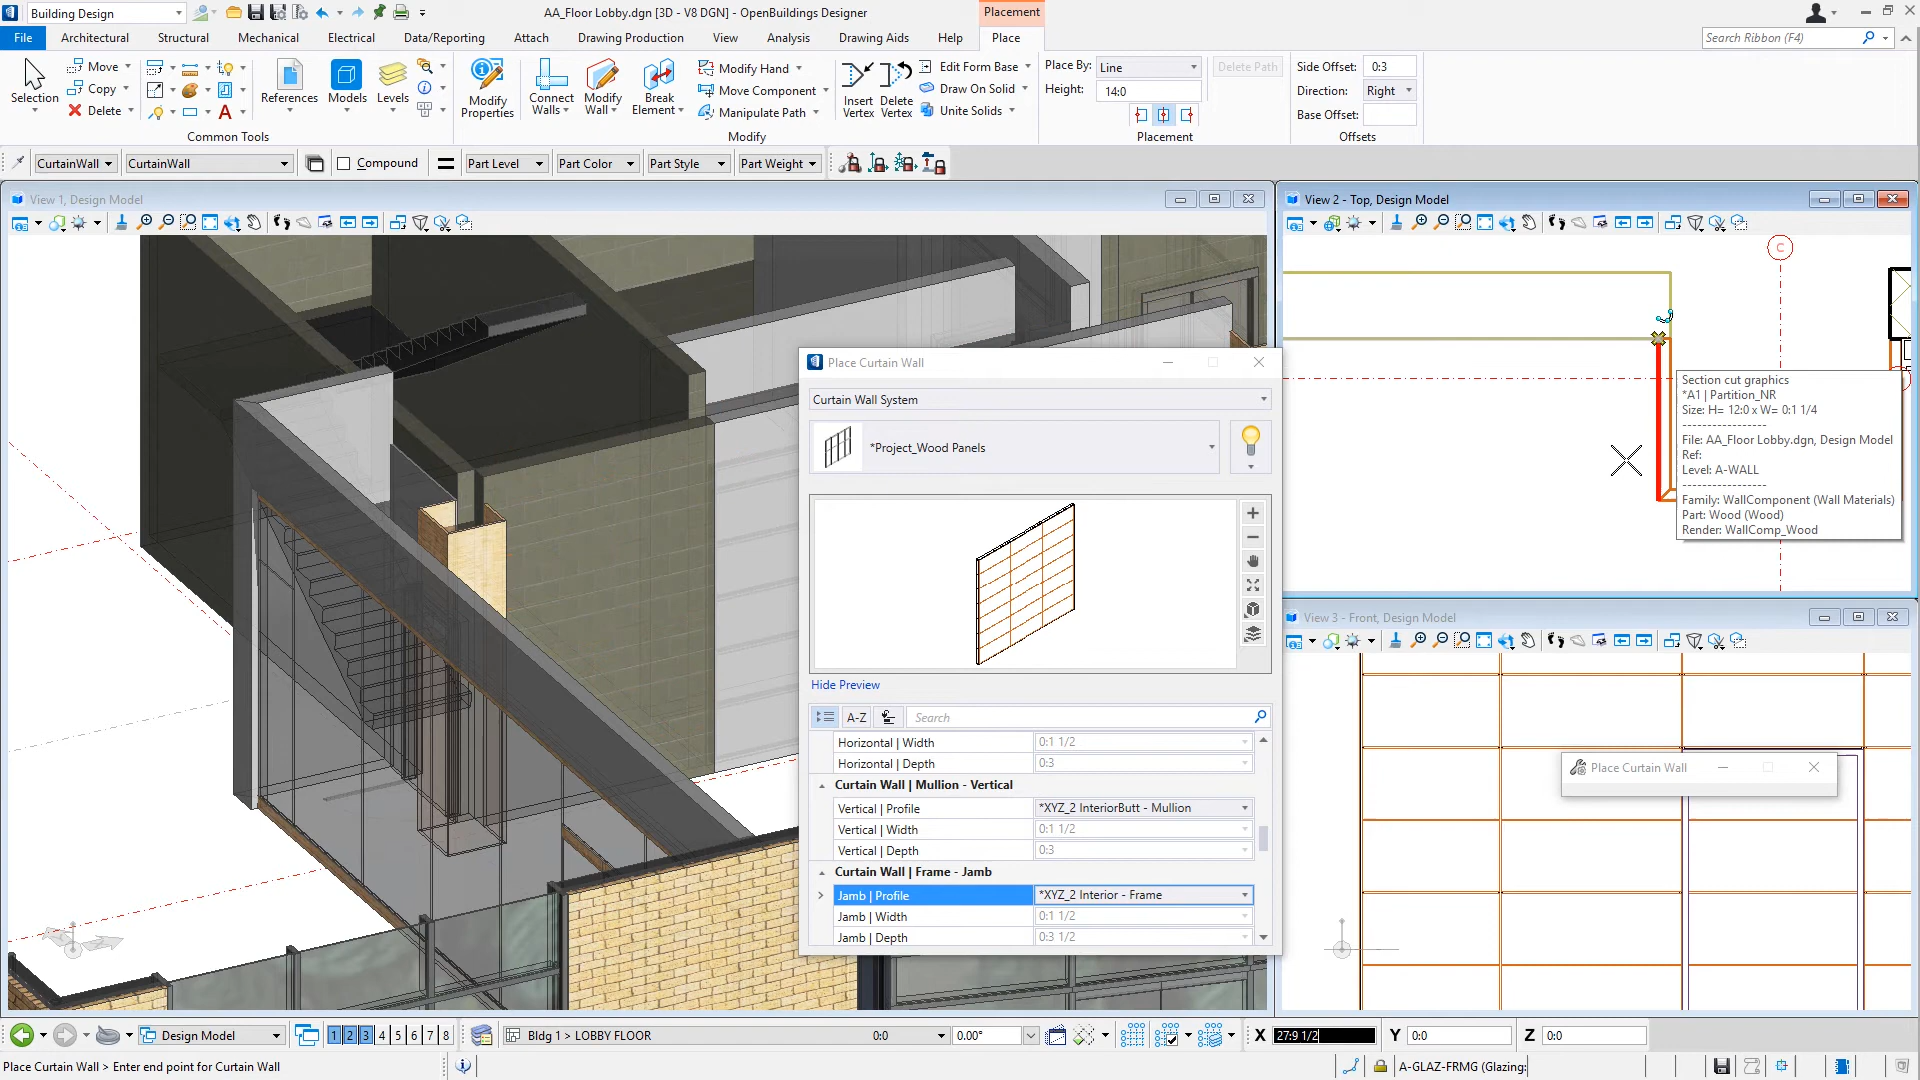 Building Design
AA_Floor Lobby.dgn [3D - V8 DGN] - OpenBuildings Designer
Placement
File
Architectural
Structural
Mechanical
Electrical
Data/Reporting
Attach
Drawing Production
View
Analysis
Drawing Aids
Help
Place
Search Ribbon (F4)
Selection
Move
Copy
Delete
References
Models
Levels
Common Tools
Modify
Properties
Connect
Walls
Modify
Wall
Break
Element
Modify Hand
Move Component
Manipulate Path
Insert
Vertex
Delete
Vertex
Edit Form Base
Draw On Solid
Unite Solids
Modify
Place By: Line
Height: 14:0
Delete Path
Placement
Side Offset: 0:3
Direction: Right
Base Offset:
Offsets
CurtainWall
CurtainWall
Compound
Part Level
Part Color
Part Style
Part Weight
View 1, Design Model
View 2 - Top, Design Model
C
Section cut graphics
*A1 | Partition_NR
Size: H= 12:0 x W= 0:1 1/4
-----------------
File: AA_Floor Lobby.dgn, Design Model
Ref:
Level: A-WALL
-----------------
Family: WallComponent (Wall Materials)
Part: Wood (Wood)
Render: WallComp_Wood
Place Curtain Wall
Curtain Wall System
*Project_Wood Panels
Hide Preview
A-Z
Search
Horizontal | Width 0:1 1/2
Horizontal | Depth 0:3
Curtain Wall | Mullion - Vertical
Vertical | Profile *XYZ_2 InteriorButt - Mullion
Vertical | Width 0:1 1/2
Vertical | Depth 0:3
Curtain Wall | Frame - Jamb
Jamb | Profile *XYZ_2 Interior - Frame
Jamb | Width 0:1 1/2
Jamb | Depth 0:3 1/2
View 3 - Front, Design Model
Place Curtain Wall
Design Model
1 2 3 4 5 6 7 8
Bldg 1 > LOBBY FLOOR 0:0
0.00°
X 27:9 1/2
Y 0:0
Z 0:0
Place Curtain Wall > Enter end point for Curtain Wall
A-GLAZ-FRMG (Glazing: